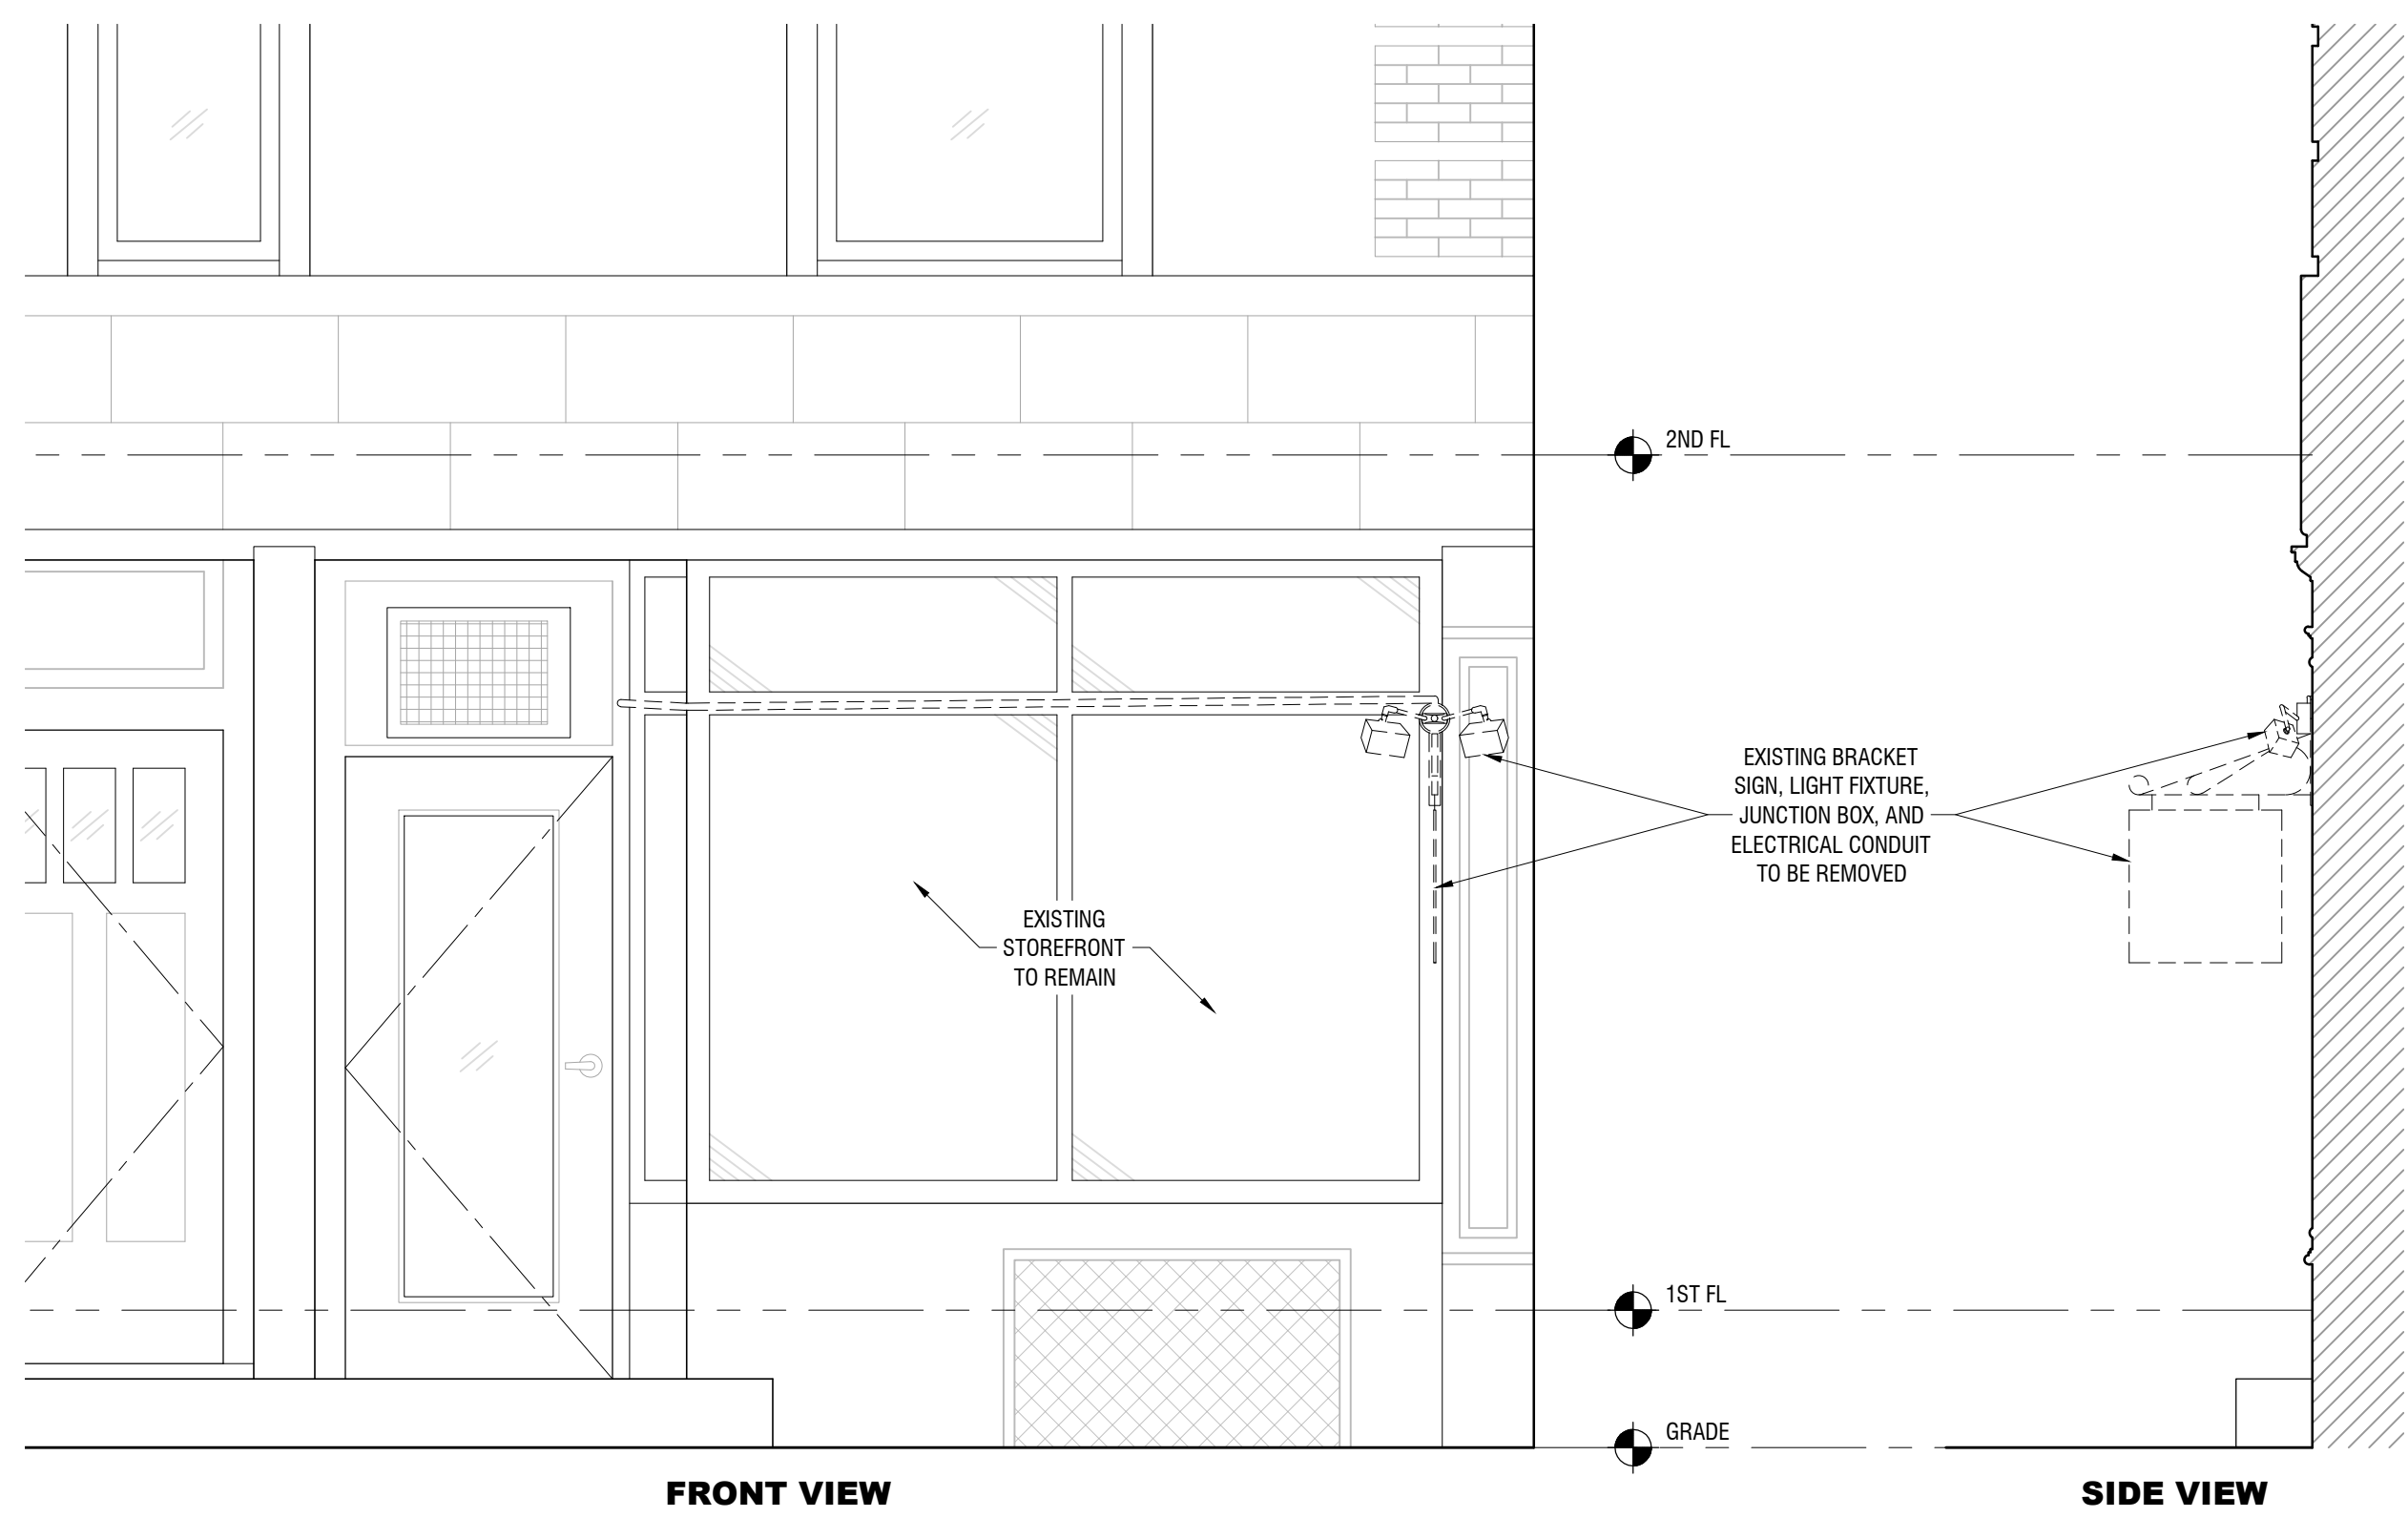 2ND FL
EXISTING BRACKET
SIGN, LIGHT FIXTURE,
JUNCTION BOX, AND
ELECTRICAL CONDUIT
TO BE REMOVED
EXISTING
STOREFRONT
TO REMAIN
1ST FL
GRADE
FRONT VIEW
SIDE VIEW